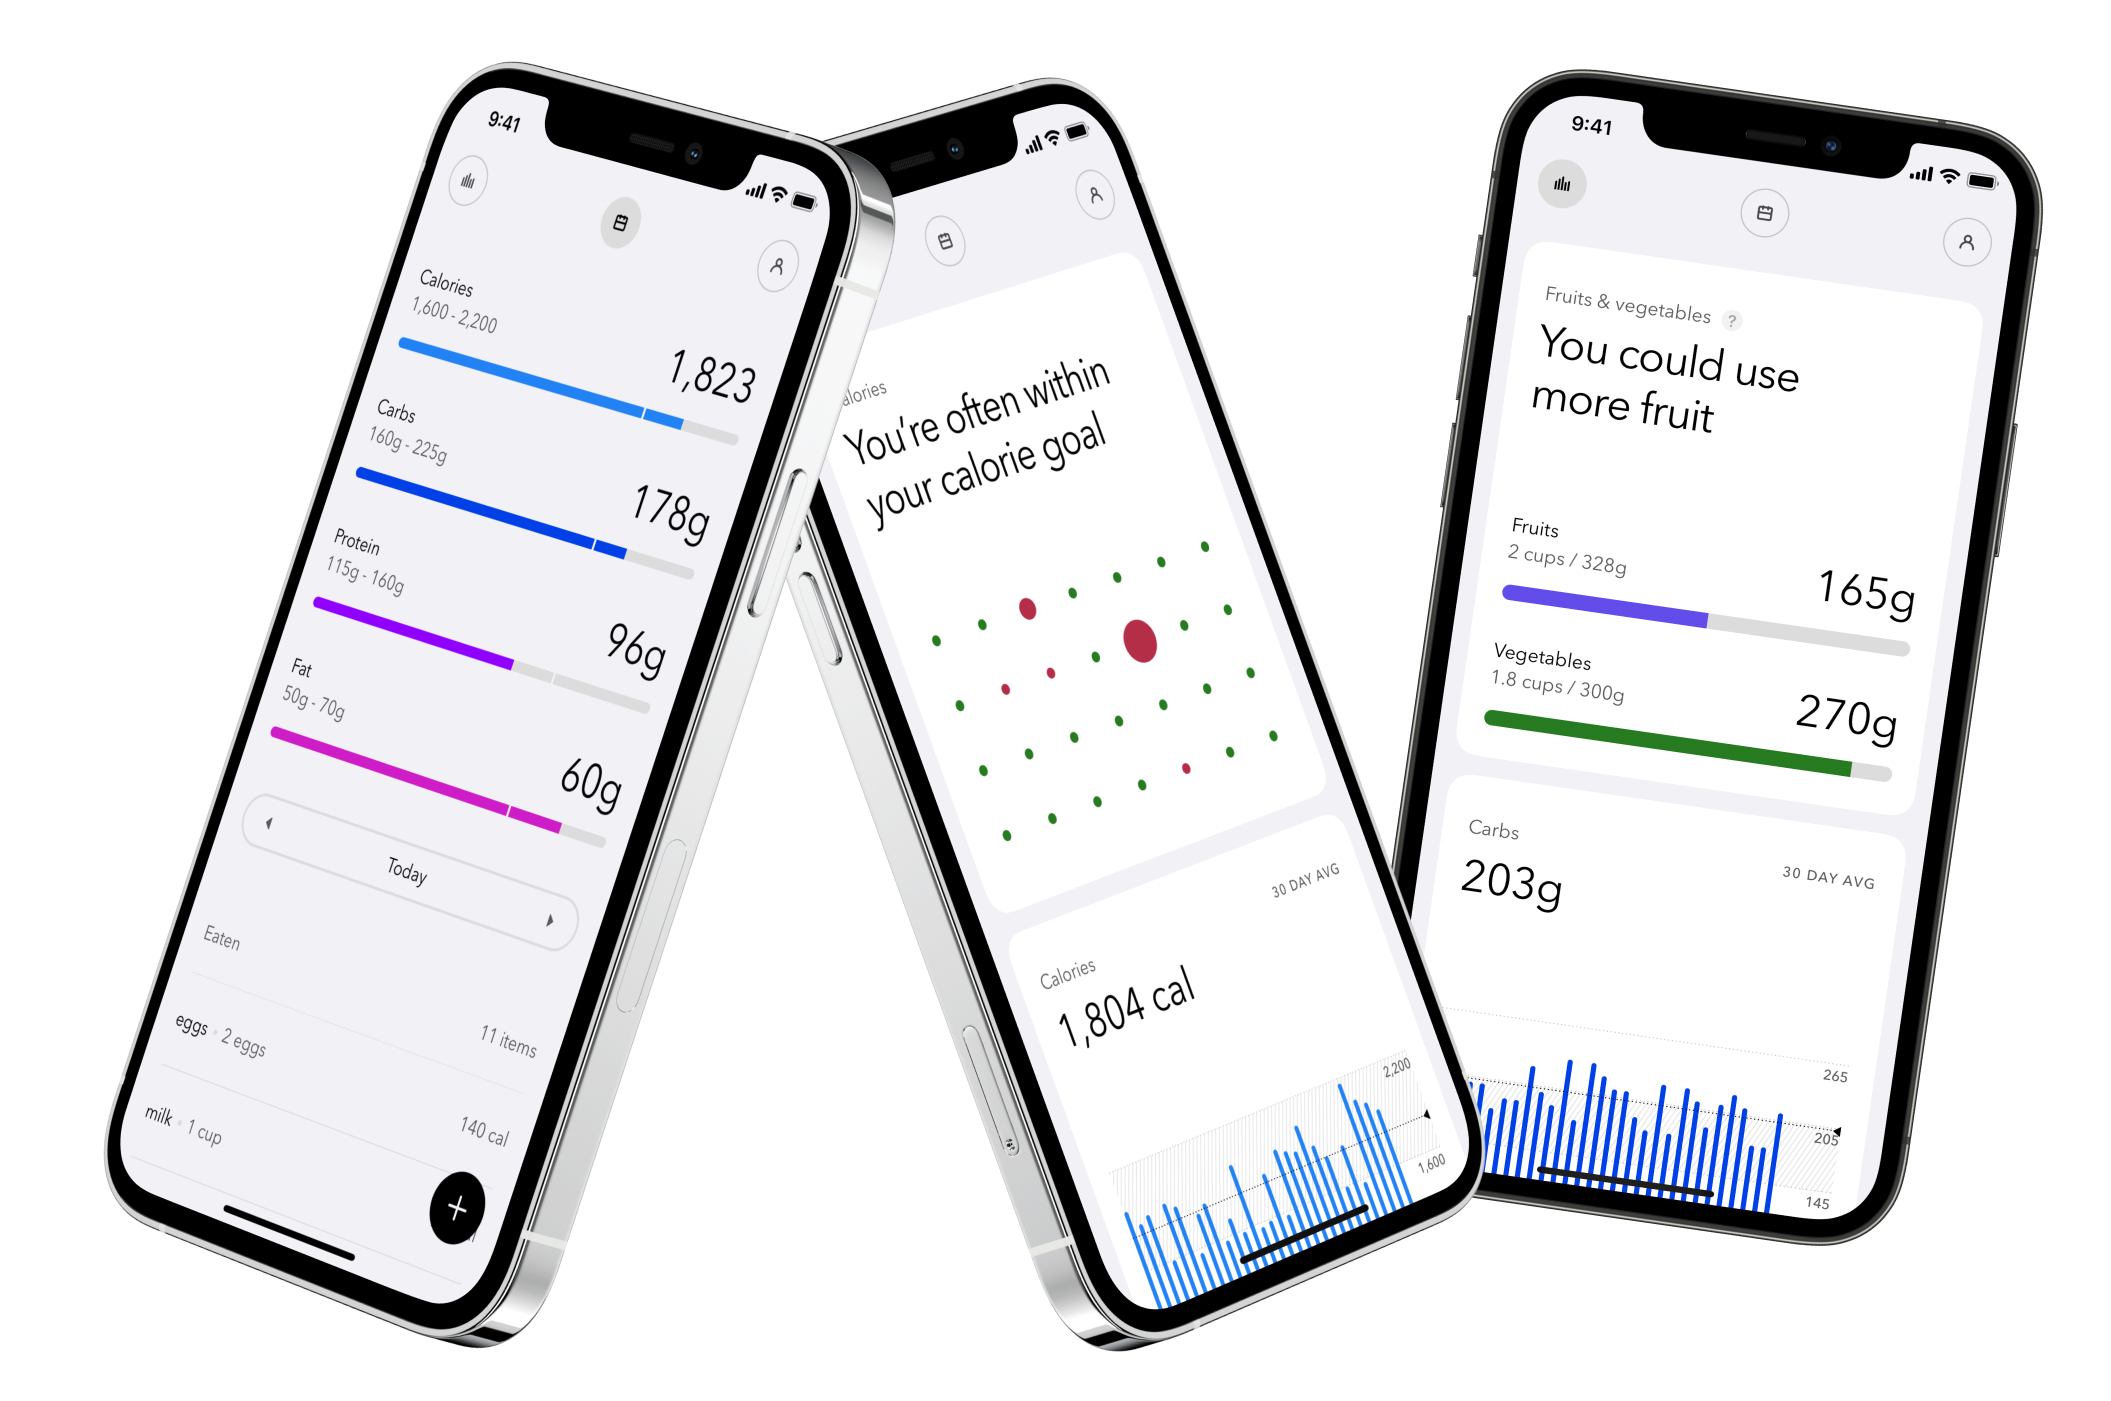 9:41
Calories
1,600 - 2,200
1,823
Carbs
160g - 225g
178g
Protein
115g - 160g
96g
Fat
50g - 70g
60g
Today
Eaten
11 items
eggs • 2 eggs
140 cal
milk • 1 cup
alories
You're often within
your calorie goal
30 DAY AVG
Calories
1,804 cal
2,200
1,600
9:41
Fruits & vegetables ?
You could use
more fruit
Fruits
2 cups / 328g
165g
Vegetables
1.8 cups / 300g
270g
Carbs
30 DAY AVG
203g
265
205
145